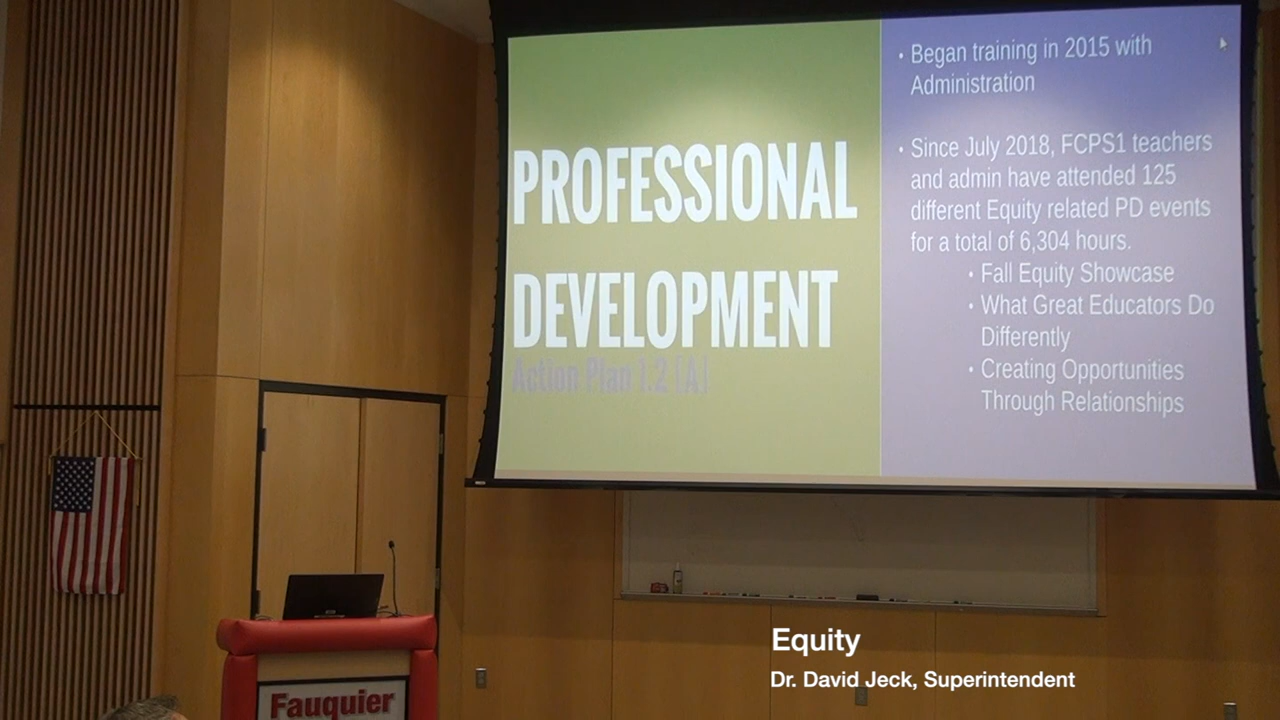 PROFESSIONAL
DEVELOPMENT
Action Plan 1.2 [A]
• Began training in 2015 with
Administration
• Since July 2018, FCPS1 teachers
and admin have attended 125
different Equity related PD events
for a total of 6,304 hours.
• Fall Equity Showcase
• What Great Educators Do
Differently
• Creating Opportunities
Through Relationships
Fauquier
Equity
Dr. David Jeck, Superintendent